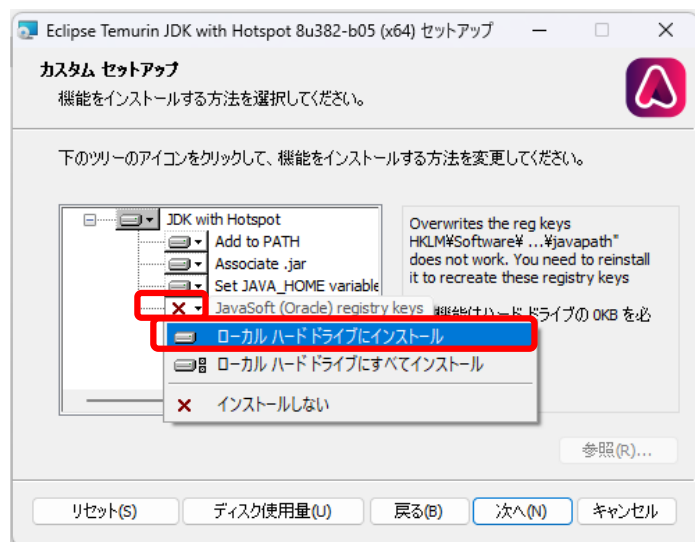 Eclipse Temurin JDK with Hotspot 8u382-b05 (x64) セットアップ
カスタム セットアップ
機能をインストールする方法を選択してください。
下のツリーのアイコンをクリックして、機能をインストールする方法を変更してください。
JDK with Hotspot
Add to PATH
Associate .jar
Set JAVA_HOME variable
JavaSoft (Oracle) registry keys
ローカル ハード ドライブにインストール
ローカル ハード ドライブにすべてインストール
インストールしない
Overwrites the reg keys
HKLM¥Software¥ ...¥javapath"
does not work. You need to reinstall
it to recreate these registry keys
機能はハード ドライブの 0KB を必
参照(R)...
リセット(S)
ディスク使用量(U)
戻る(B)
次へ(N)
キャンセル